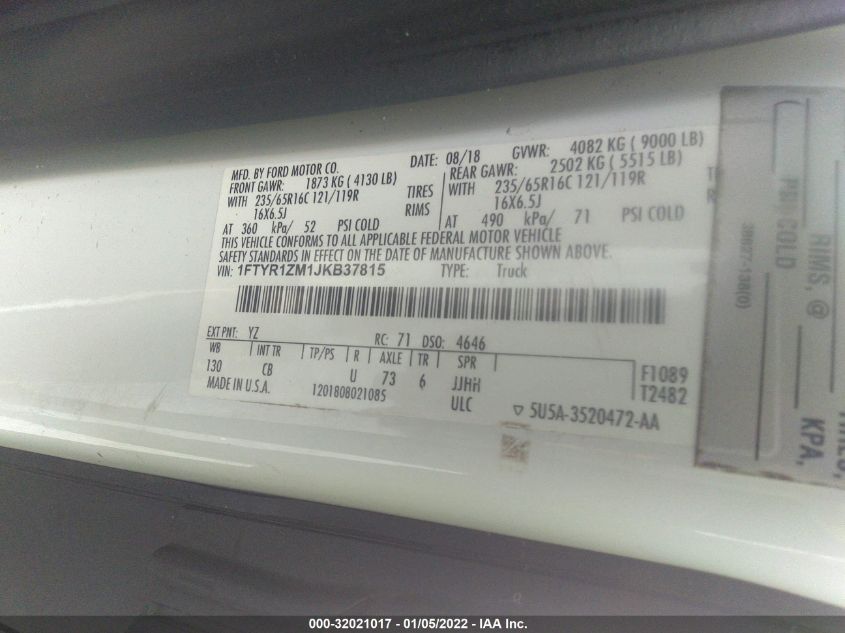 MFD. BY FORD MOTOR CO.
DATE: 08/18 GVWR: 4082 KG ( 9000 LB)
FRONT GAWR: 1873 KG ( 4130 LB)
REAR GAWR: 2502 KG ( 5515 LB)
WITH 235/65R16C 121/119R TIRES
WITH 235/65R16C 121/119R
16X6.5J RIMS
16X6.5J
AT 360 kPa/ 52 PSI COLD
AT 490 kPa/ 71 PSI COLD
THIS VEHICLE CONFORMS TO ALL APPLICABLE FEDERAL MOTOR VEHICLE
SAFETY STANDARDS IN EFFECT ON THE DATE OF MANUFACTURE SHOWN ABOVE.
VIN: 1FTYR1ZM1JKB37815 TYPE: Truck
EXT PNT: YZ RC: 71 DSO: 4646
WB INT TR TP/PS R AXLE TR SPR
130 CB U 73 6 JJHH
ULC
F1089
T2482
MADE IN U.S.A. 1201808021085
5U5A-3520472-AA
PSI COLD
RIMS, @
KPA,
000-32021017 - 01/05/2022 - IAA Inc.